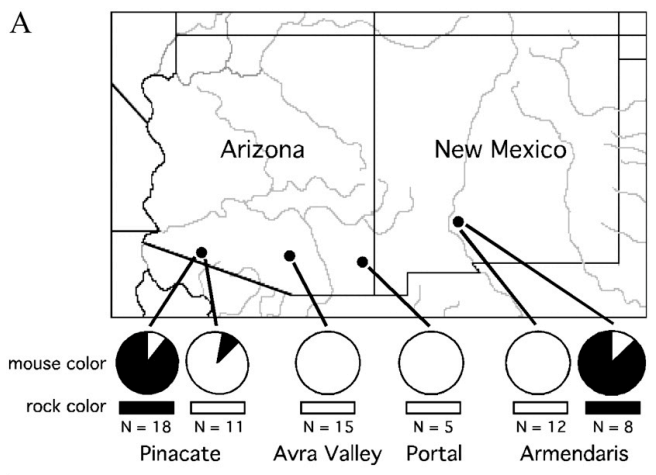 A
Arizona New Mexico
mouse color
rock color
N = 18 N = 11 N = 15 N = 5 N = 12 N = 8
Pinacate Avra Valley Portal Armendaris